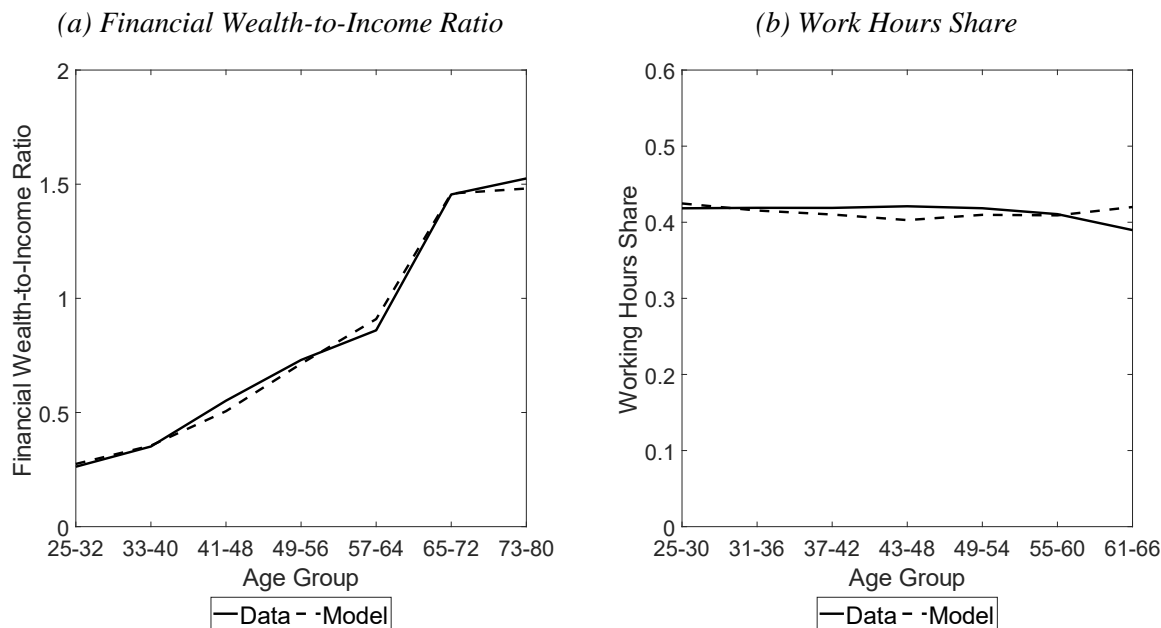 (a) Financial Wealth-to-Income Ratio
2
1.5
1
0.5
0
Financial Wealth-to-Income Ratio
25-32 33-40 41-48 49-56 57-64 65-72 73-80
Age Group
Data Model
(b) Work Hours Share
0.6
0.5
0.4
0.3
0.2
0.1
0
Working Hours Share
25-30 31-36 37-42 43-48 49-54 55-60 61-66
Age Group
Data Model